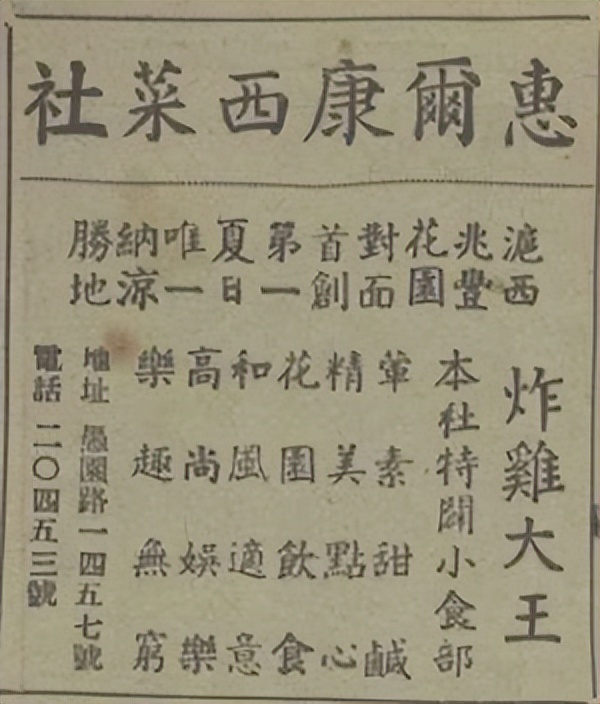 惠爾康西菜社
滬西
兆豐
花園
對面
首創
第一
夏日
唯一
納涼
勝地
炸雞大王
本社特闢小食部
葷素甜鹹
精美點心
花園飲食
和風適意
高尚娛樂
樂趣無窮
地址 愚園路一四五七號
電話 二〇四五三號